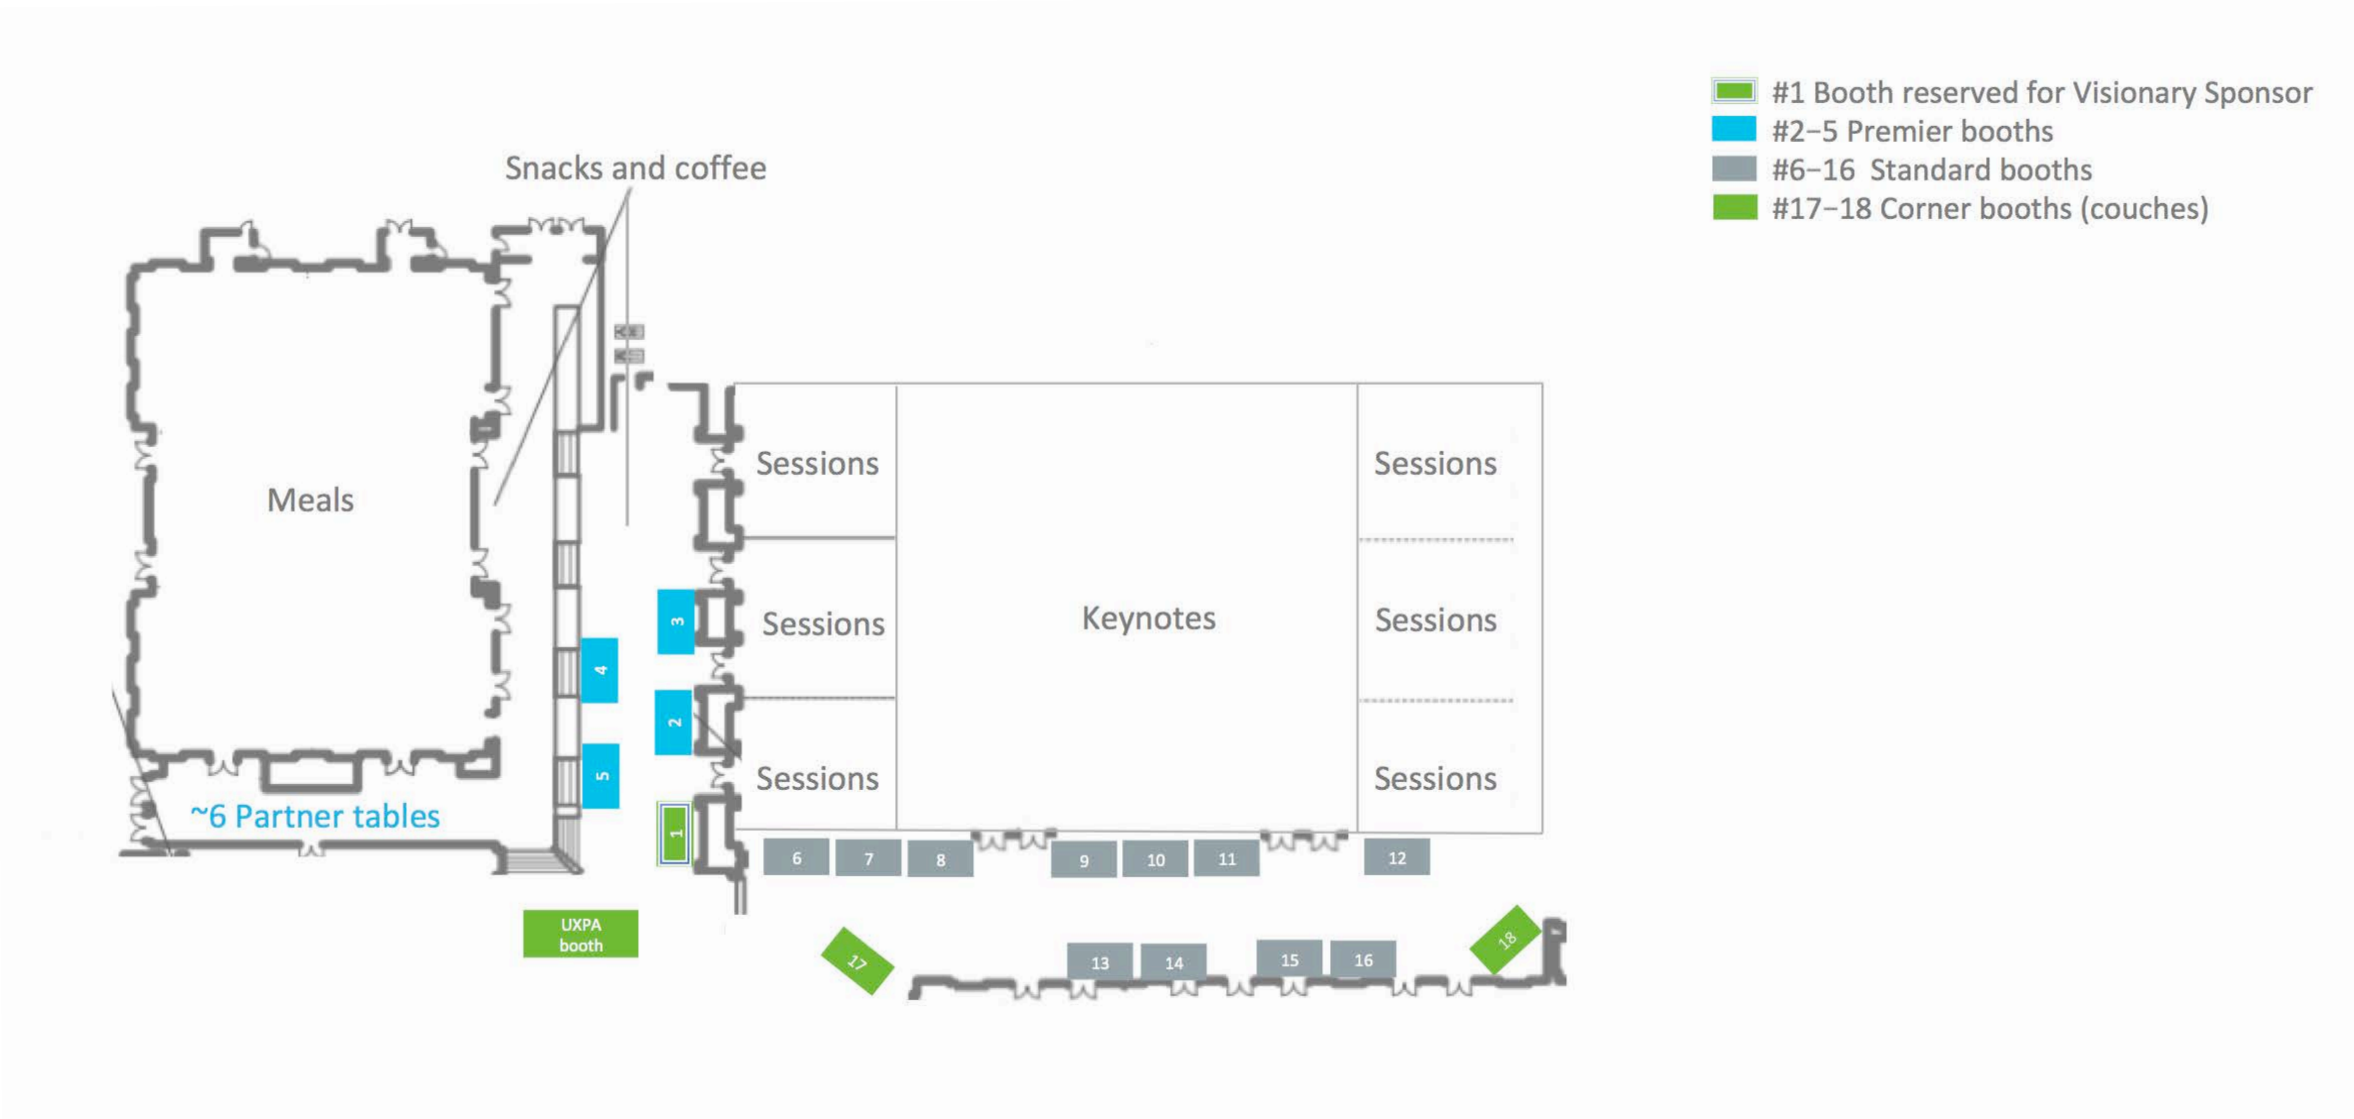 #1 Booth reserved for Visionary Sponsor
#2–5 Premier booths
#6–16 Standard booths
#17–18 Corner booths (couches)
Snacks and coffee
Meals
Sessions
Sessions
Sessions
Keynotes
Sessions
Sessions
Sessions
3
4
2
5
1
~6 Partner tables
6
7
8
9
10
11
12
UXPA
booth
17
13
14
15
16
18